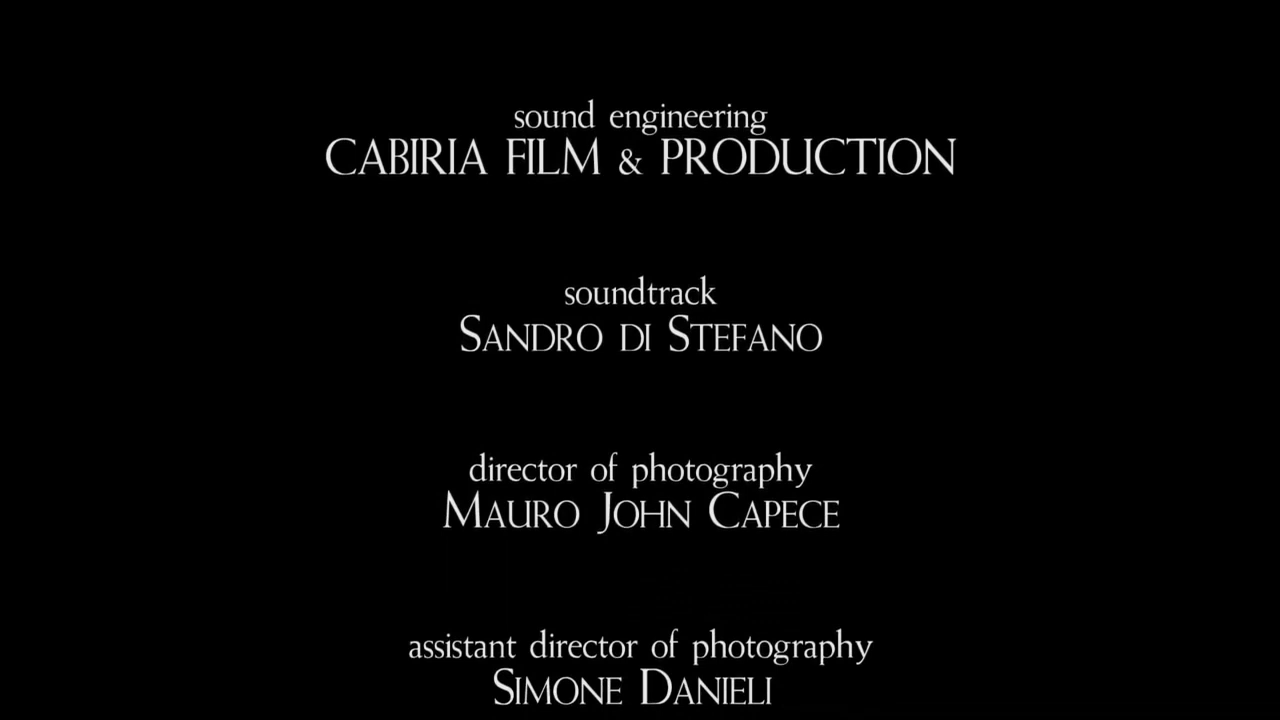 sound engineering
CABIRIA FILM & PRODUCTION
soundtrack
SANDRO DI STEFANO
director of photography
MAURO JOHN CAPECE
assistant director of photography
SIMONE DANIELI